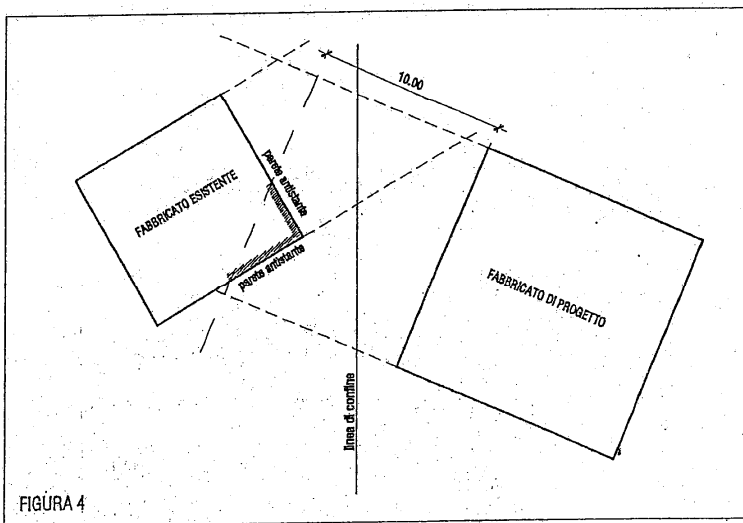 10.00
parete antistante
FABBRICATO ESISTENTE
parete antistante
FABBRICATO DI PROGETTO
linea di confine
FIGURA 4